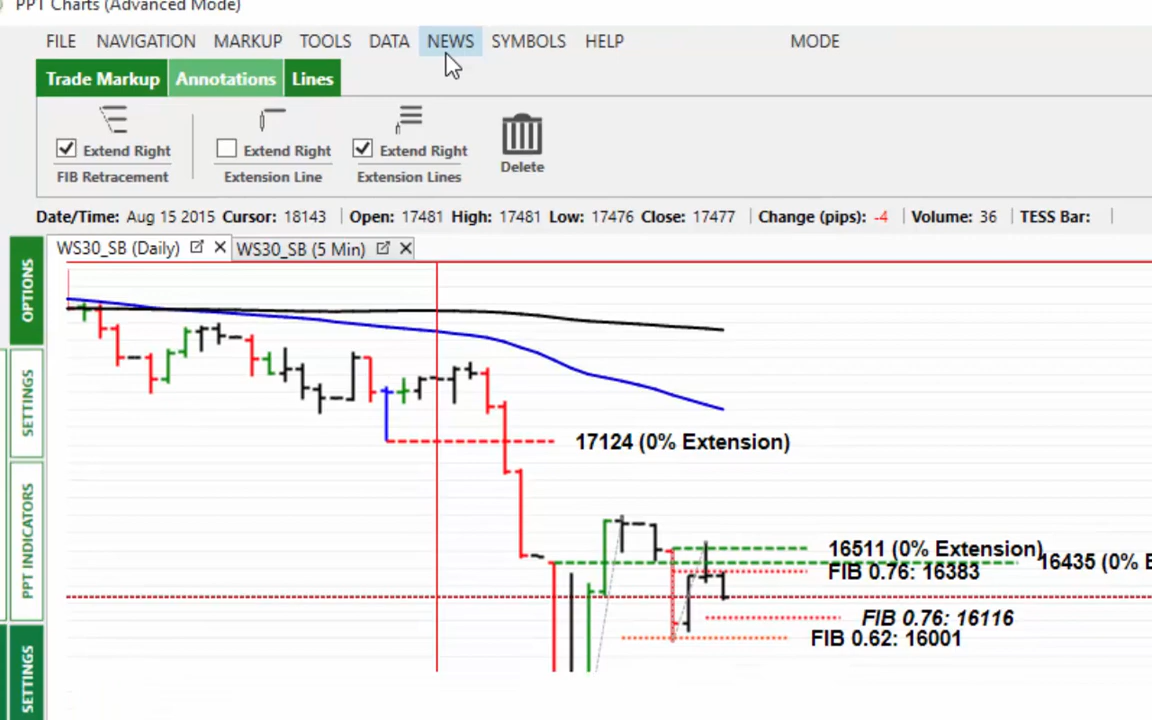 PPT Charts (Advanced Mode)
FILE NAVIGATION MARKUP TOOLS DATA NEWS SYMBOLS HELP MODE
Trade Markup Annotations Lines
Extend Right Extend Right Extend Right
FIB Retracement Extension Line Extension Lines Delete
Date/Time: Aug 15 2015 Cursor: 18143 Open: 17481 High: 17481 Low: 17476 Close: 17477 Change (pips): -4 Volume: 36 TESS Bar:
WS30_SB (Daily) WS30_SB (5 Min)
OPTIONS
SETTINGS
PPT INDICATORS
SETTINGS
17124 (0% Extension)
16511 (0% Extension)
16435 (0% E
FIB 0.76: 16383
FIB 0.76: 16116
FIB 0.62: 16001